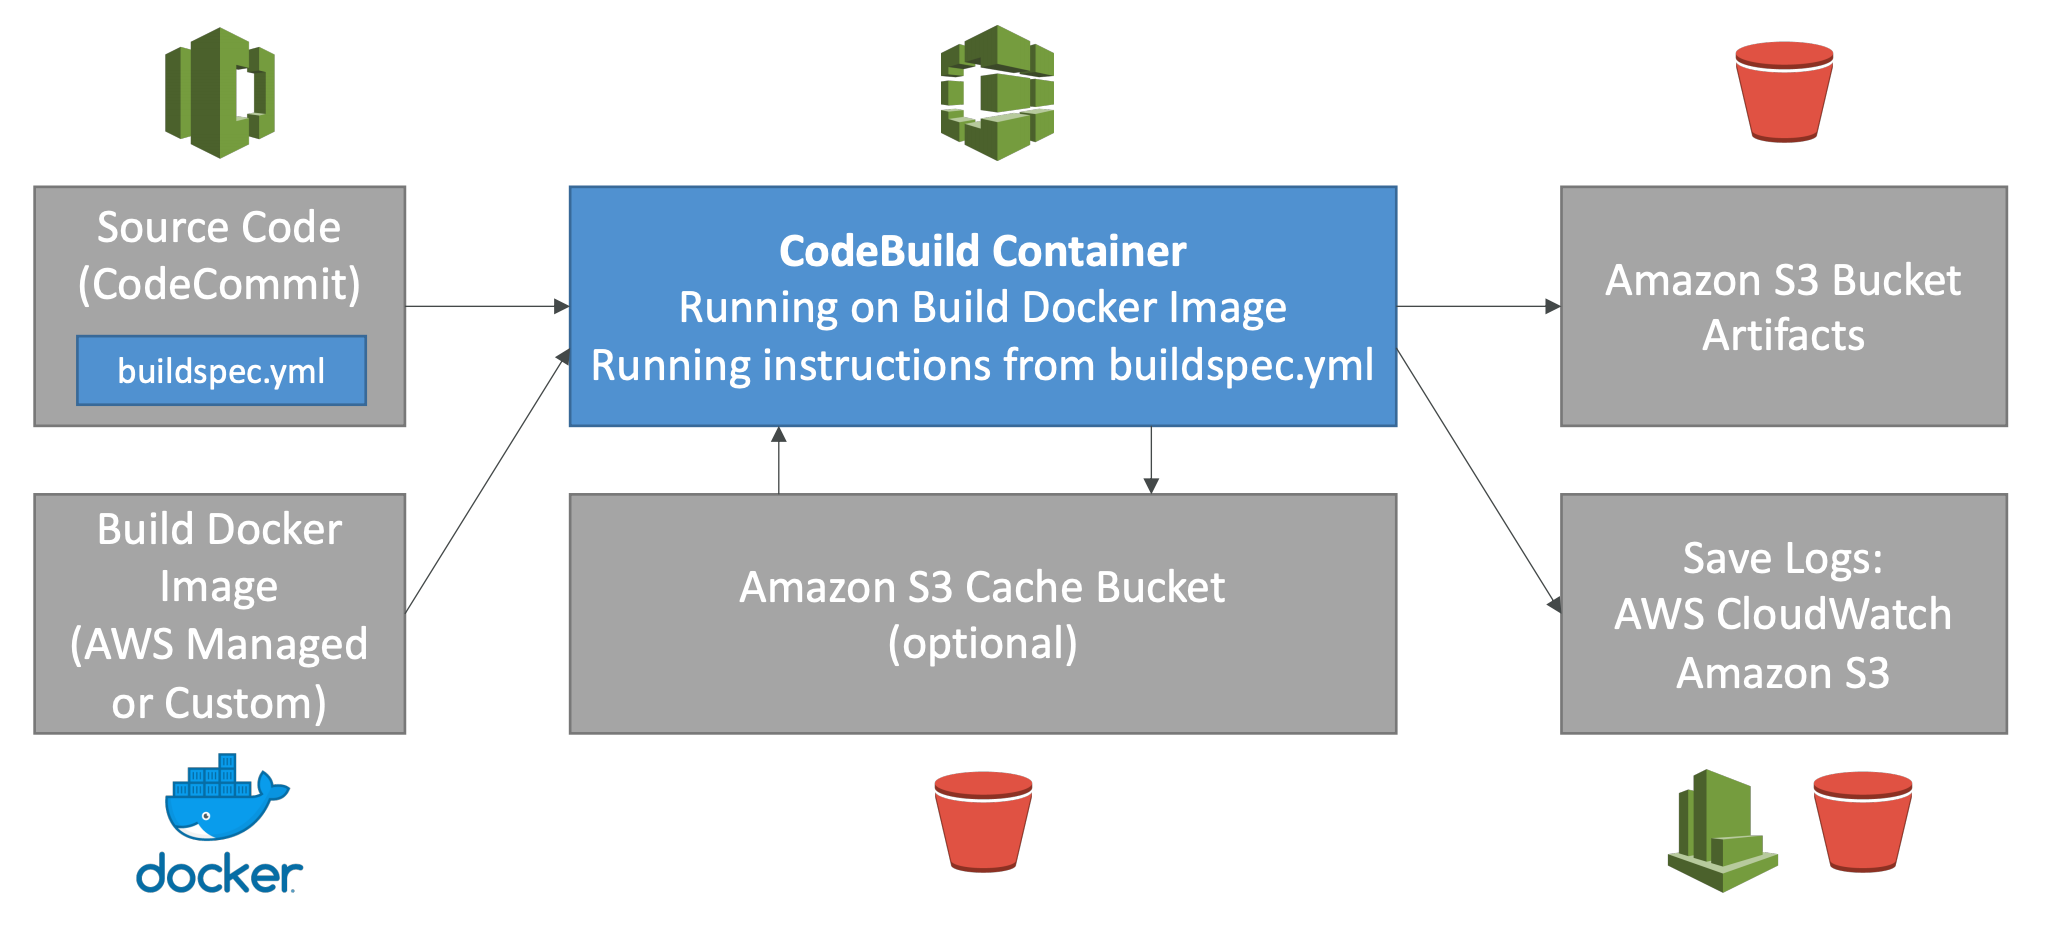 Source Code
(CodeCommit)
buildspec.yml
CodeBuild Container
Running on Build Docker Image
Running instructions from buildspec.yml
Amazon S3 Bucket
Artifacts
Build Docker
Image
(AWS Managed
or Custom)
Amazon S3 Cache Bucket
(optional)
Save Logs:
AWS CloudWatch
Amazon S3
docker